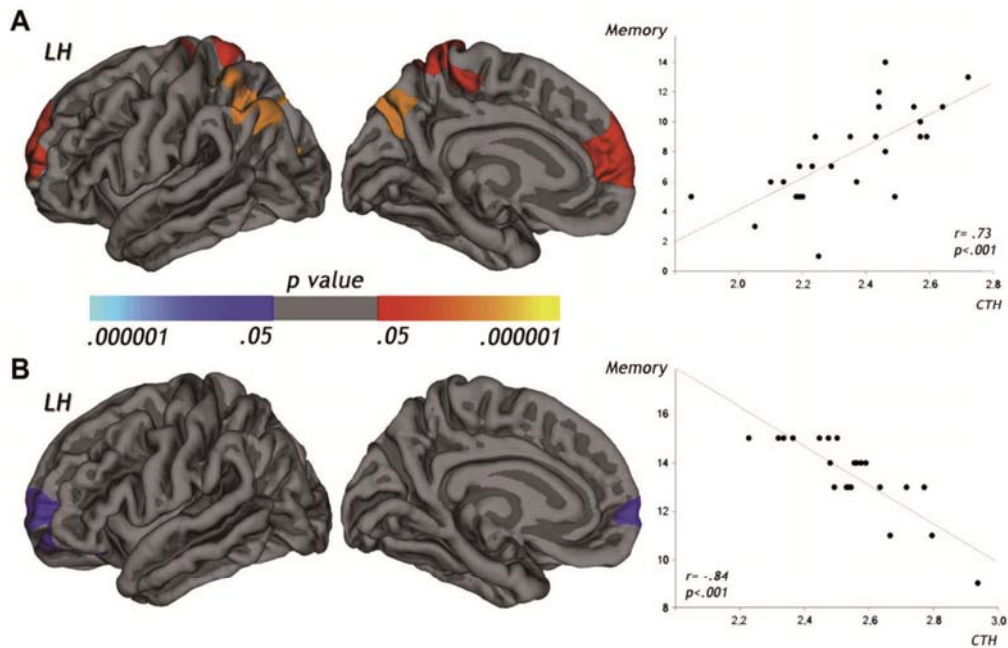 A
LH
Memory
14
12
10
8
6
4
2
0
2.0
2.2
2.4
2.6
2.8
CTH
r= .73
p<.001
p value
.000001
.05
.05
.000001
B
LH
Memory
16
14
12
10
8
2,2
2,4
2,6
2,8
3,0
CTH
r= -.84
p<.001